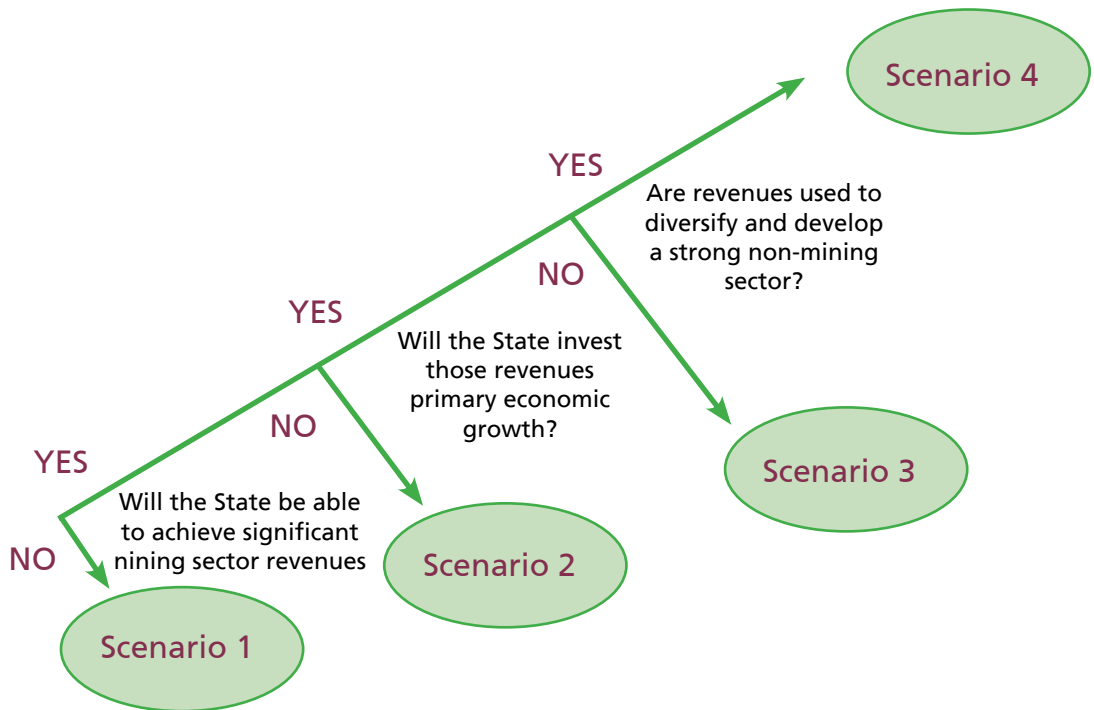 Scenario 4
YES
Are revenues used to
diversify and develop
a strong non-mining
sector?
NO
YES
Will the State invest
those revenues
primary economic
growth?
NO
Scenario 3
YES
Will the State be able
to achieve significant
nining sector revenues
NO
Scenario 2
Scenario 1